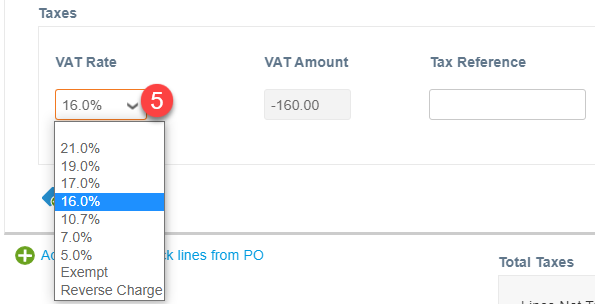 Taxes
VAT Rate VAT Amount Tax Reference
16.0% 5 -160.00
21.0%
19.0%
17.0%
16.0%
10.7%
7.0%
5.0%
Exempt
Reverse Charge
ck lines from PO
Total Taxes